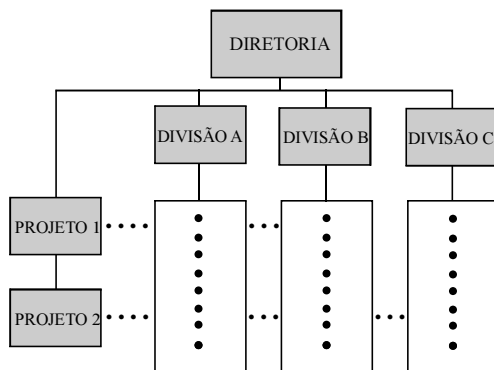 DIRETORIA
DIVISÃO A
DIVISÃO B
DIVISÃO C
PROJETO 1
PROJETO 2